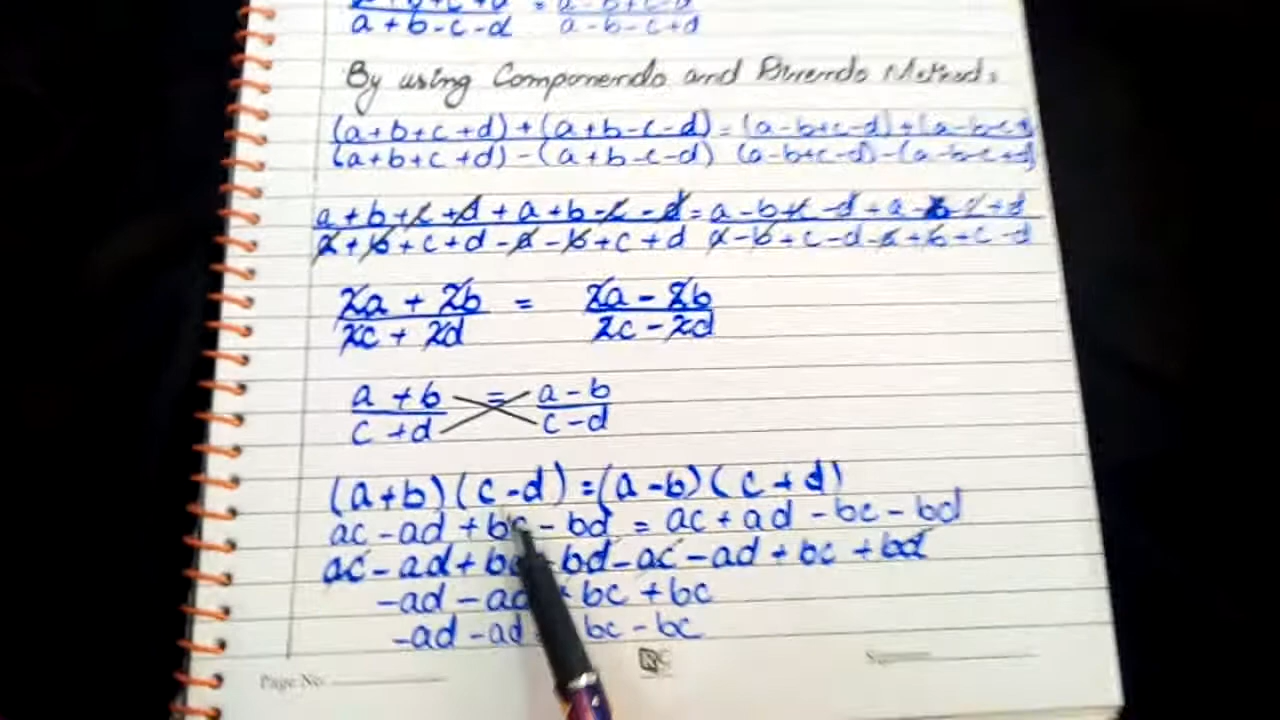 a + b - c - d   a - b - c + d
By using Componendo and Method.
(a+b+c+d) + (a+b-c-d) = (a-b+c-d) + (a-b-c+d)
(a+b+c+d) - (a+b-c-d)   (a-b+c-d) - (a-b-c+d)
a + b + c + d + a + b - c - d = a - b + c - d + a - b - c + d
a + b + c + d - a - b + c + d   a - b + c - d - a + b + c - d
2a + 2b = 2a - 2b
2c + 2d   2c - 2d
a + b = a - b
c + d   c - d
(a+b)(c-d) = (a-b)(c+d)
ac - ad + bc - bd = ac + ad - bc - bd
ac - ad + bc - bd - ac - ad + bc + bd
-ad - ad + bc + bc
-ad - ad bc - bc
Page No.